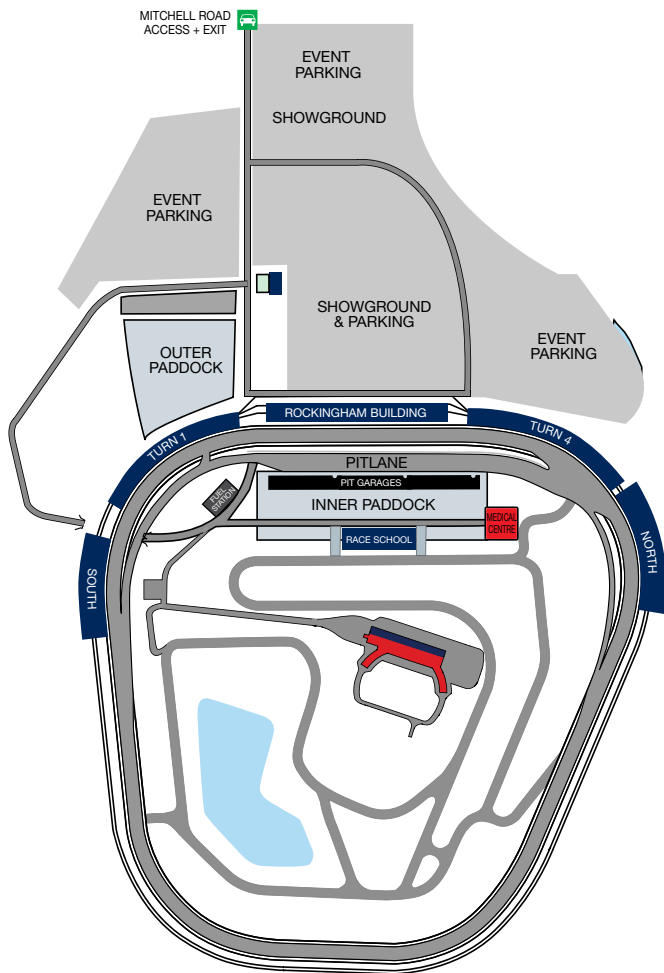 MITCHELL ROAD
ACCESS + EXIT
EVENT
PARKING
SHOWGROUND
EVENT
PARKING
SHOWGROUND
& PARKING
EVENT
PARKING
OUTER
PADDOCK
ROCKINGHAM BUILDING
TURN 1
TURN 4
PITLANE
PIT GARAGES
FUEL
STATION
INNER PADDOCK
MEDICAL
CENTRE
RACE SCHOOL
SOUTH
NORTH